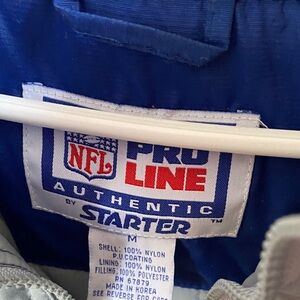 NFL
PRO
LINE
AUTHENTIC
BY STARTER ™
M
SHELL: 100% NYLON
P.U.COATING
LINING: 100% NYLON
FILLING: 100% POLYESTER
RN 67879
MADE IN KOREA
SEE REVERSE FOR CARE